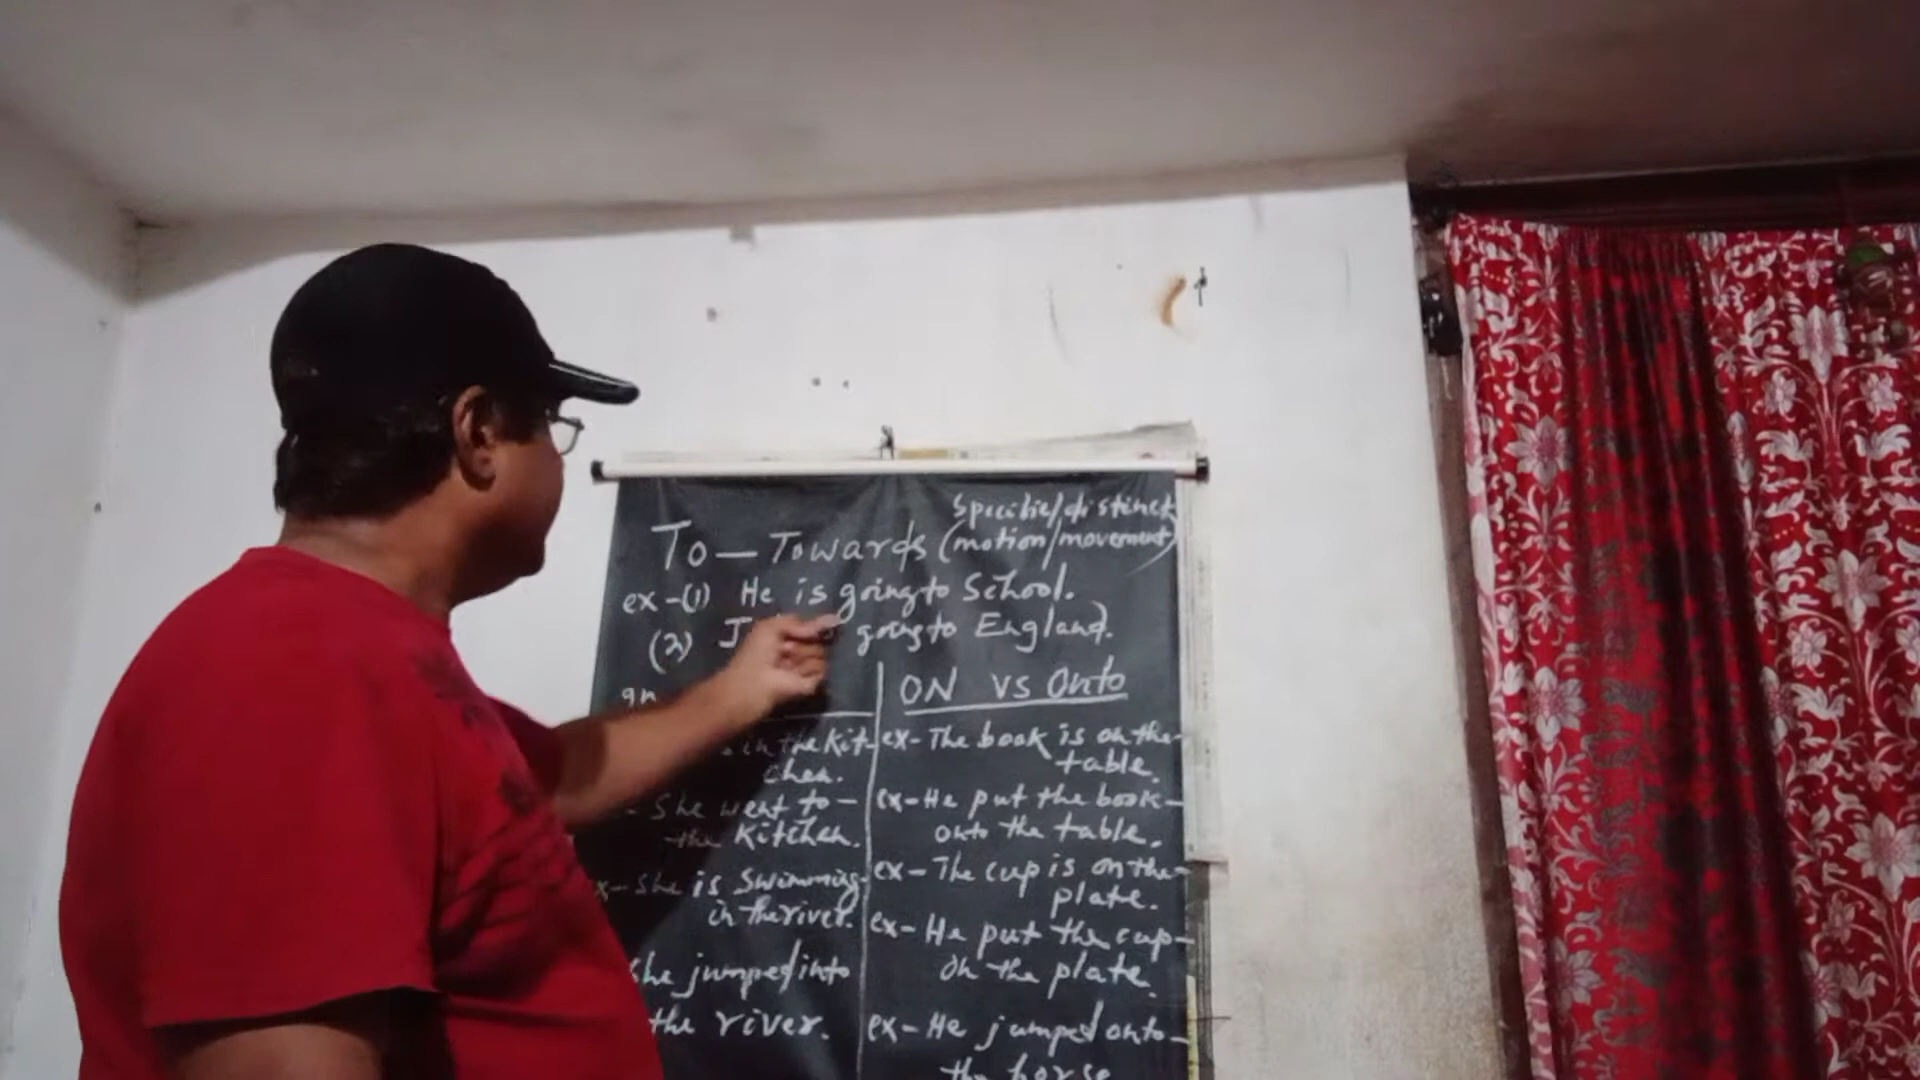 Specific/distinct
To — Towards (motion/movement)
ex-(1) He is going to School.
(2) going to England.
in the Kit-
chen.
- She went to -
the Kitchen.
x- She is Swimming-
in the river.
She jumped into
the river.
ON VS Onto
ex- The book is on the-
table.
ex- He put the book-
onto the table.
ex- The cup is on the-
plate.
ex- He put the cup-
on the plate.
ex- He jumped onto-
the horse